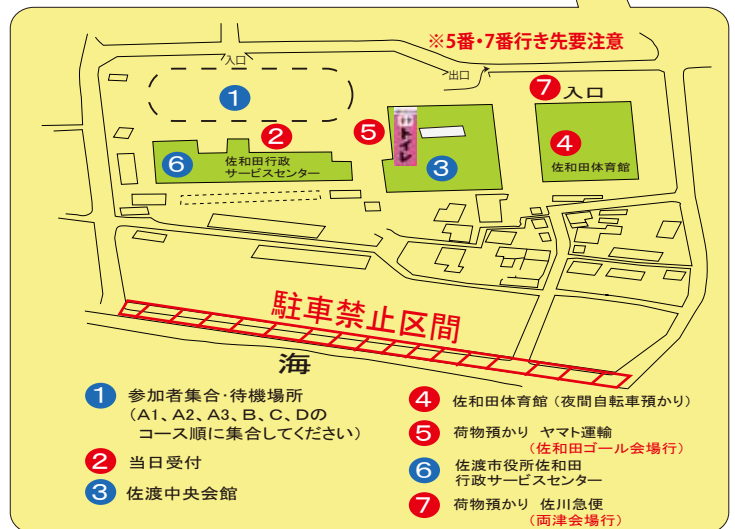 ※5番・7番行き先要注意
入口
出口
1
7
入口
2
5
トイレ
4
6
佐和田行政
サービスセンター
3
佐和田体育館
駐車禁止区間
海
1 参加者集合・待機場所
(A1、A2、A3、B、C、Dの
コース順に集合してください)
2 当日受付
3 佐渡中央会館
4 佐和田体育館（夜間自転車預かり）
5 荷物預かり ヤマト運輸
(佐和田ゴール会場行)
6 佐渡市役所佐和田
行政サービスセンター
7 荷物預かり 佐川急便
(両津会場行)